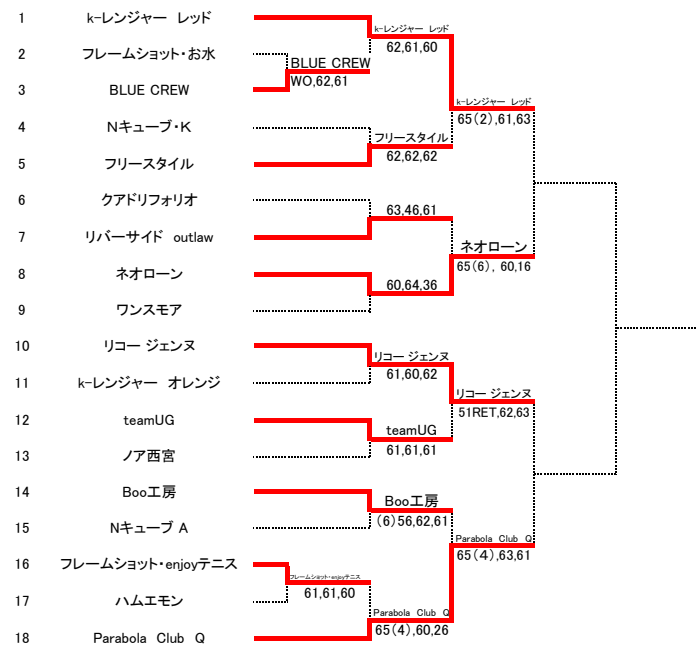 1 k-レンジャー レッド
k-レンジャー レッド
62,61,60
2 フレームショット・お水
BLUE CREW
WO,62,61
3 BLUE CREW
k-レンジャー レッド
65(2),61,63
4 Nキューブ・K
フリースタイル
62,62,62
5 フリースタイル
6 クアドリフォリオ
63,46,61
7 リバーサイド outlaw
ネオローン
65(6), 60,16
8 ネオローン
60,64,36
9 ワンスモア
10 リコー ジェンヌ
リコー ジェンヌ
61,60,62
11 k-レンジャー オレンジ
リコー ジェンヌ
51RET,62,63
12 teamUG
teamUG
61,61,61
13 ノア西宮
14 Boo工房
Boo工房
(6)56,62,61
15 Nキューブ A
Parabola Club Q
65(4),63,61
16 フレームショット・enjoyテニス
フレームショット・enjoyテニス
61,61,60
17 ハムエモン
Parabola Club Q
65(4),60,26
18 Parabola Club Q